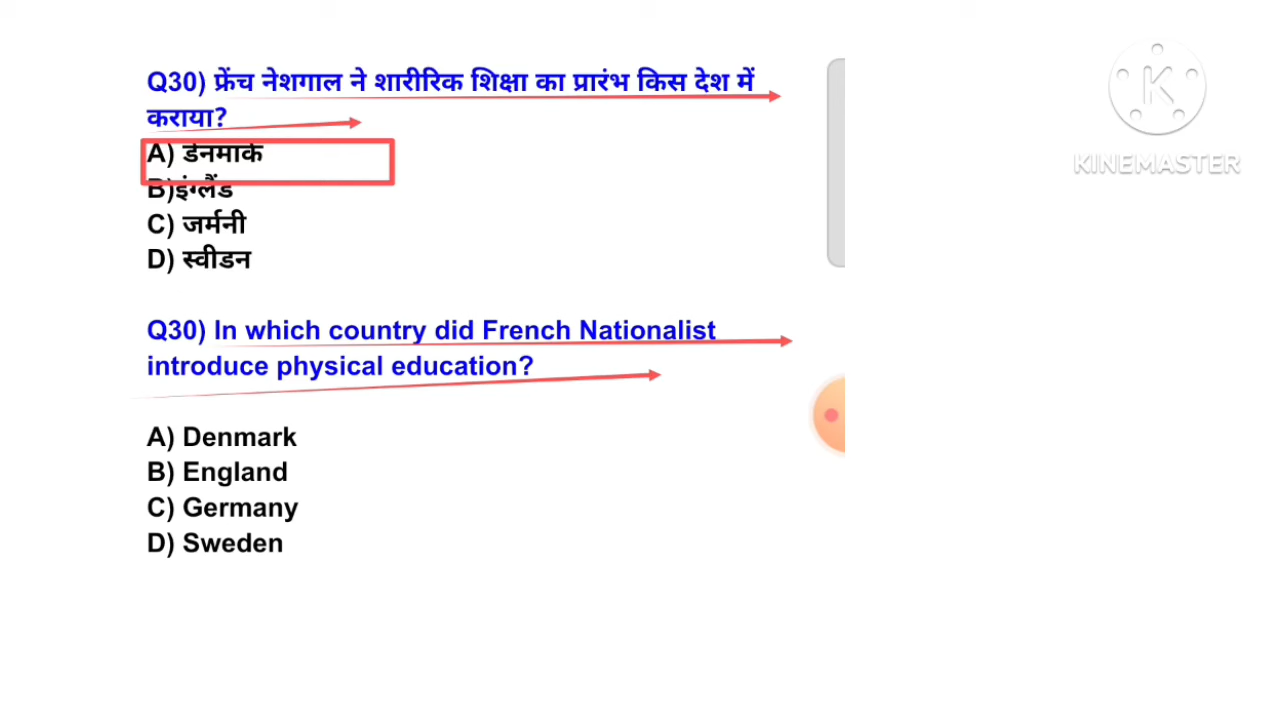 Q30) फ्रेंच नेशगाल ने शारीरिक शिक्षा का प्रारंभ किस देश में
कराया?
A) डेनमार्क
B)इंग्लैंड
C) जर्मनी
D) स्वीडन
Q30) In which country did French Nationalist
introduce physical education?
A) Denmark
B) England
C) Germany
D) Sweden
KINEMASTER